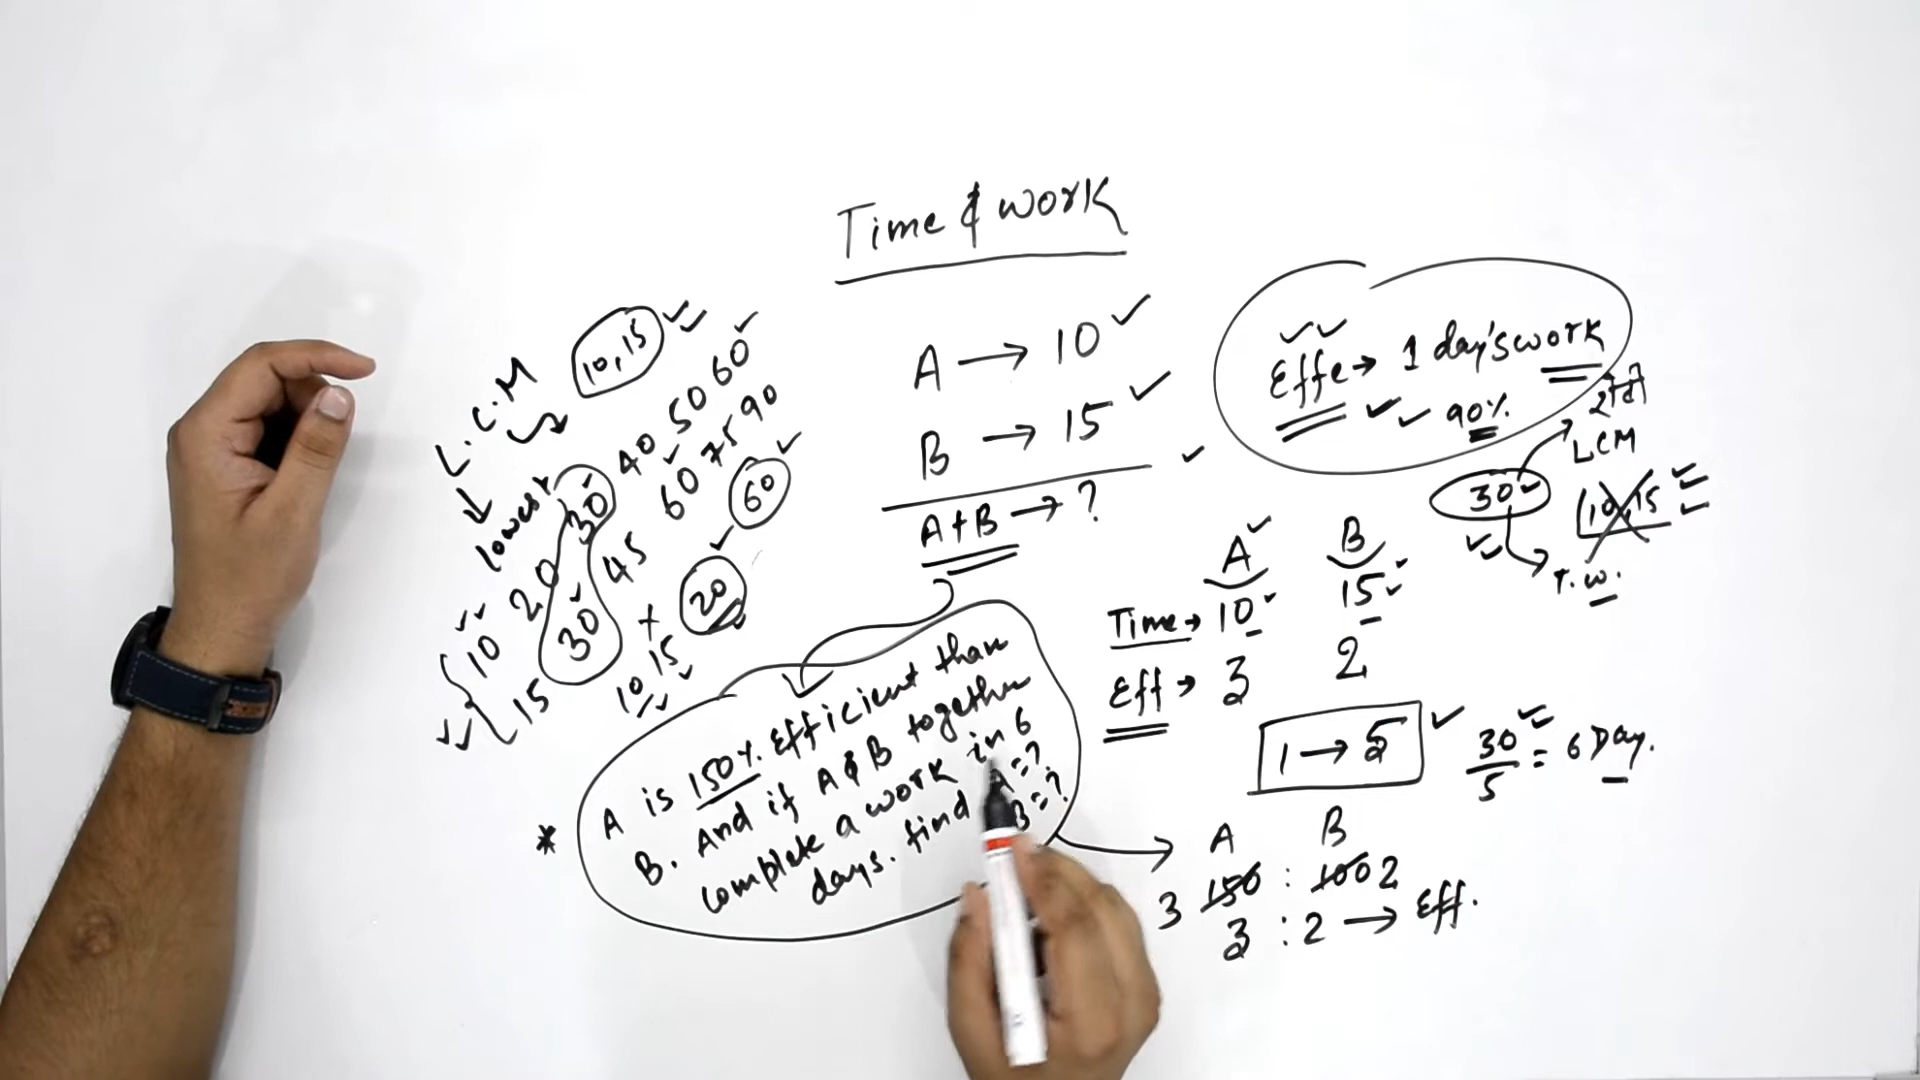 Time & work
A → 10
B → 15
A+B → ?
L.C.M
10, 15
lowest
10 20 30 40 50 60
15 30 45 60 75 90
10 15
+
20
60
Effe → 1 day's work
90%
30
LCM
10, 15
T.W.
A B
Time → 10 15
Eff → 3 2
1 → 5
30/5 = 6 Day.
* A is 150% Efficient than
B. And if A & B together
complete a work in 6
days. find A = ?
B = ?
A B
3 150 : 100 2
3 : 2 → Eff.